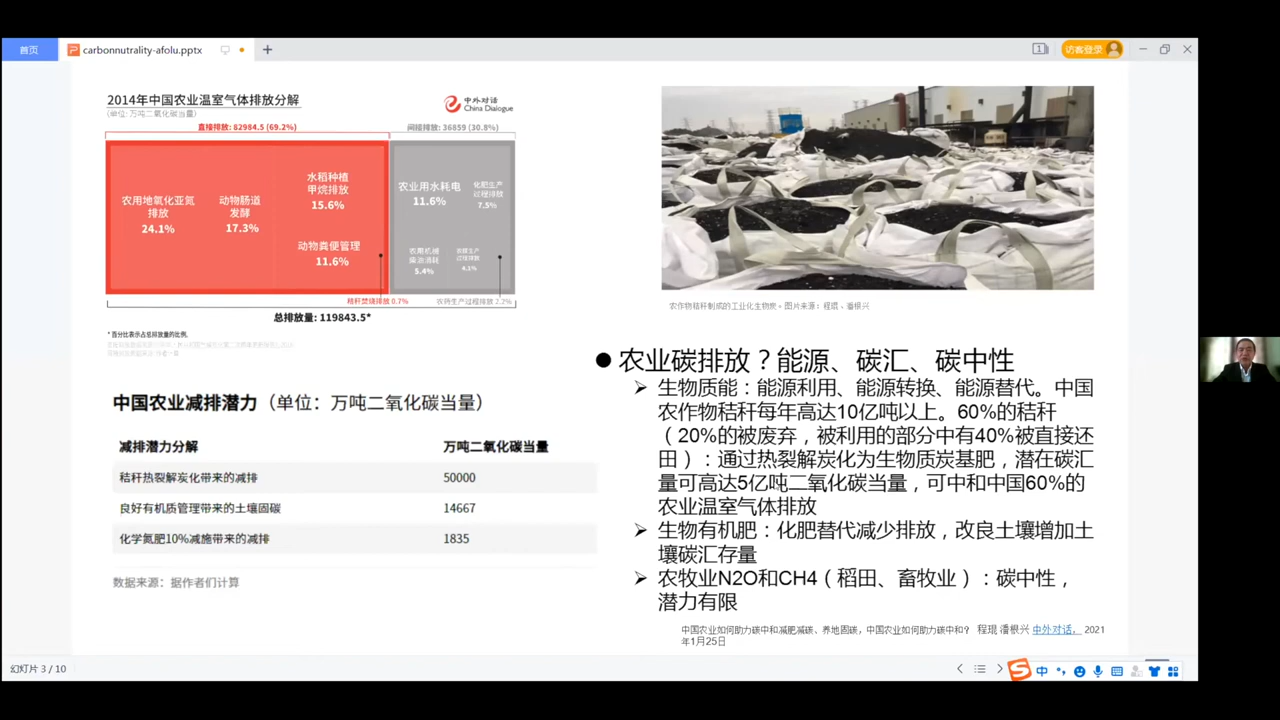 首页
carbonnutrality-afolu.pptx
访客登录
2014年中国农业温室气体排放分解
(单位: 万吨二氧化碳当量)
中外对话
China Dialogue
直接排放: 82984.5 (69.2%)
间接排放: 36859 (30.8%)
农用地氧化亚氮
排放
24.1%
动物肠道
发酵
17.3%
水稻种植
甲烷排放
15.6%
动物粪便管理
11.6%
农业用水耗电
11.6%
化肥生产
过程排放
7.5%
农用机械
柴油消耗
5.4%
秸秆焚烧排放 0.7%
农药生产过程排放 2.2%
总排放量: 119843.5*
* 百分比表示占总排放量的比例。
中国农业减排潜力（单位：万吨二氧化碳当量）
减排潜力分解
万吨二氧化碳当量
秸秆热裂解炭化带来的减排
50000
良好有机质管理带来的土壤固碳
14667
化学氮肥10%减施带来的减排
1835
数据来源：据作者们计算
农作物秸秆制成的工业化生物炭。图片来源：程琨、潘根兴
● 农业碳排放？能源、碳汇、碳中性
➢ 生物质能：能源利用、能源转换、能源替代。中国
农作物秸秆每年高达10亿吨以上。60%的秸秆
（20%的被废弃，被利用的部分中有40%被直接还
田）：通过热裂解炭化为生物质炭基肥，潜在碳汇
量可高达5亿吨二氧化碳当量，可中和中国60%的
农业温室气体排放
➢ 生物有机肥：化肥替代减少排放，改良土壤增加土
壤碳汇存量
➢ 农牧业N2O和CH4（稻田、畜牧业）：碳中性，
潜力有限
中国农业如何助力碳中和减肥减碳、养地固碳，中国农业如何助力碳中和? 程琨 潘根兴 中外对话， 2021
年1月25日
幻灯片 3 / 10
中